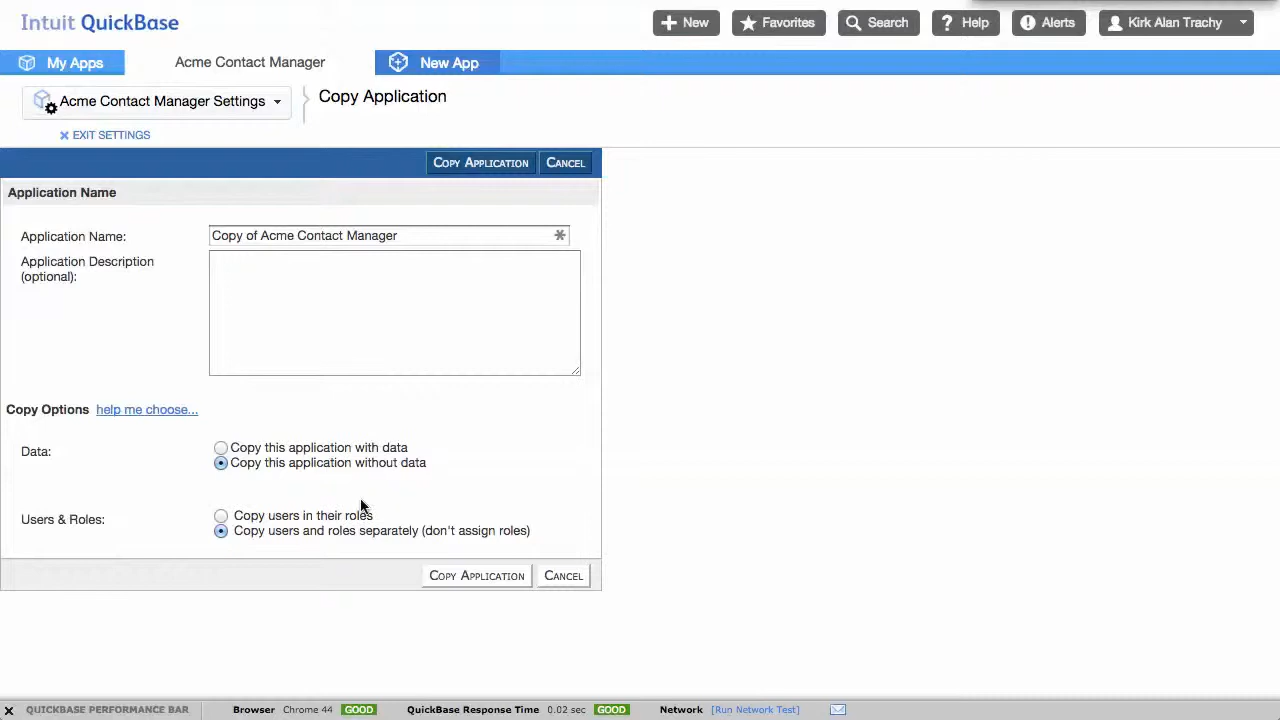 Intuit QuickBase
New
Favorites
Search
Help
Alerts
Kirk Alan Trachy
My Apps
Acme Contact Manager
New App
Acme Contact Manager Settings
Copy Application
EXIT SETTINGS
COPY APPLICATION
CANCEL
Application Name
Application Name:
Copy of Acme Contact Manager
Application Description
(optional):
Copy Options help me choose...
Data:
Copy this application with data
Copy this application without data
Users & Roles:
Copy users in their roles
Copy users and roles separately (don't assign roles)
COPY APPLICATION
CANCEL
QUICKBASE PERFORMANCE BAR
Browser Chrome 44 GOOD
QuickBase Response Time 0.02 sec GOOD
Network [Run Network Test]